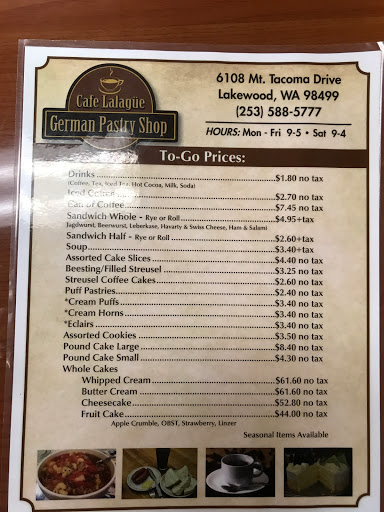 Cafe Lalagüe
German Pastry Shop
6108 Mt. Tacoma Drive
Lakewood, WA 98499
(253) 588-5777
HOURS: Mon - Fri 9-5 • Sat 9-4
To-Go Prices:
Drinks $1.80 no tax
(Coffee, Tea, Iced Tea, Hot Cocoa, Milk, Soda)
Iced Coffee $2.70 no tax
Can of Coffee $7.45 no tax
Sandwich Whole - Rye or Roll $4.95+tax
Jagdwurst, Beerwurst, Leberkase, Havarty & Swiss Cheese, Ham & Salami
Sandwich Half - Rye or Roll $2.60+tax
Soup $3.40+tax
Assorted Cake Slices $4.40 no tax
Beesting/Filled Streusel $3.25 no tax
Streusel Coffee Cakes $2.60 no tax
Puff Pastries $2.40 no tax
*Cream Puffs $3.40 no tax
*Cream Horns $3.40 no tax
*Eclairs $3.40 no tax
Assorted Cookies $3.50 no tax
Pound Cake Large $8.40 no tax
Pound Cake Small $4.30 no tax
Whole Cakes
Whipped Cream $61.60 no tax
Butter Cream $61.60 no tax
Cheesecake $52.80 no tax
Fruit Cake $44.00 no tax
Apple Crumble, OBST, Strawberry, Linzer
Seasonal Items Available